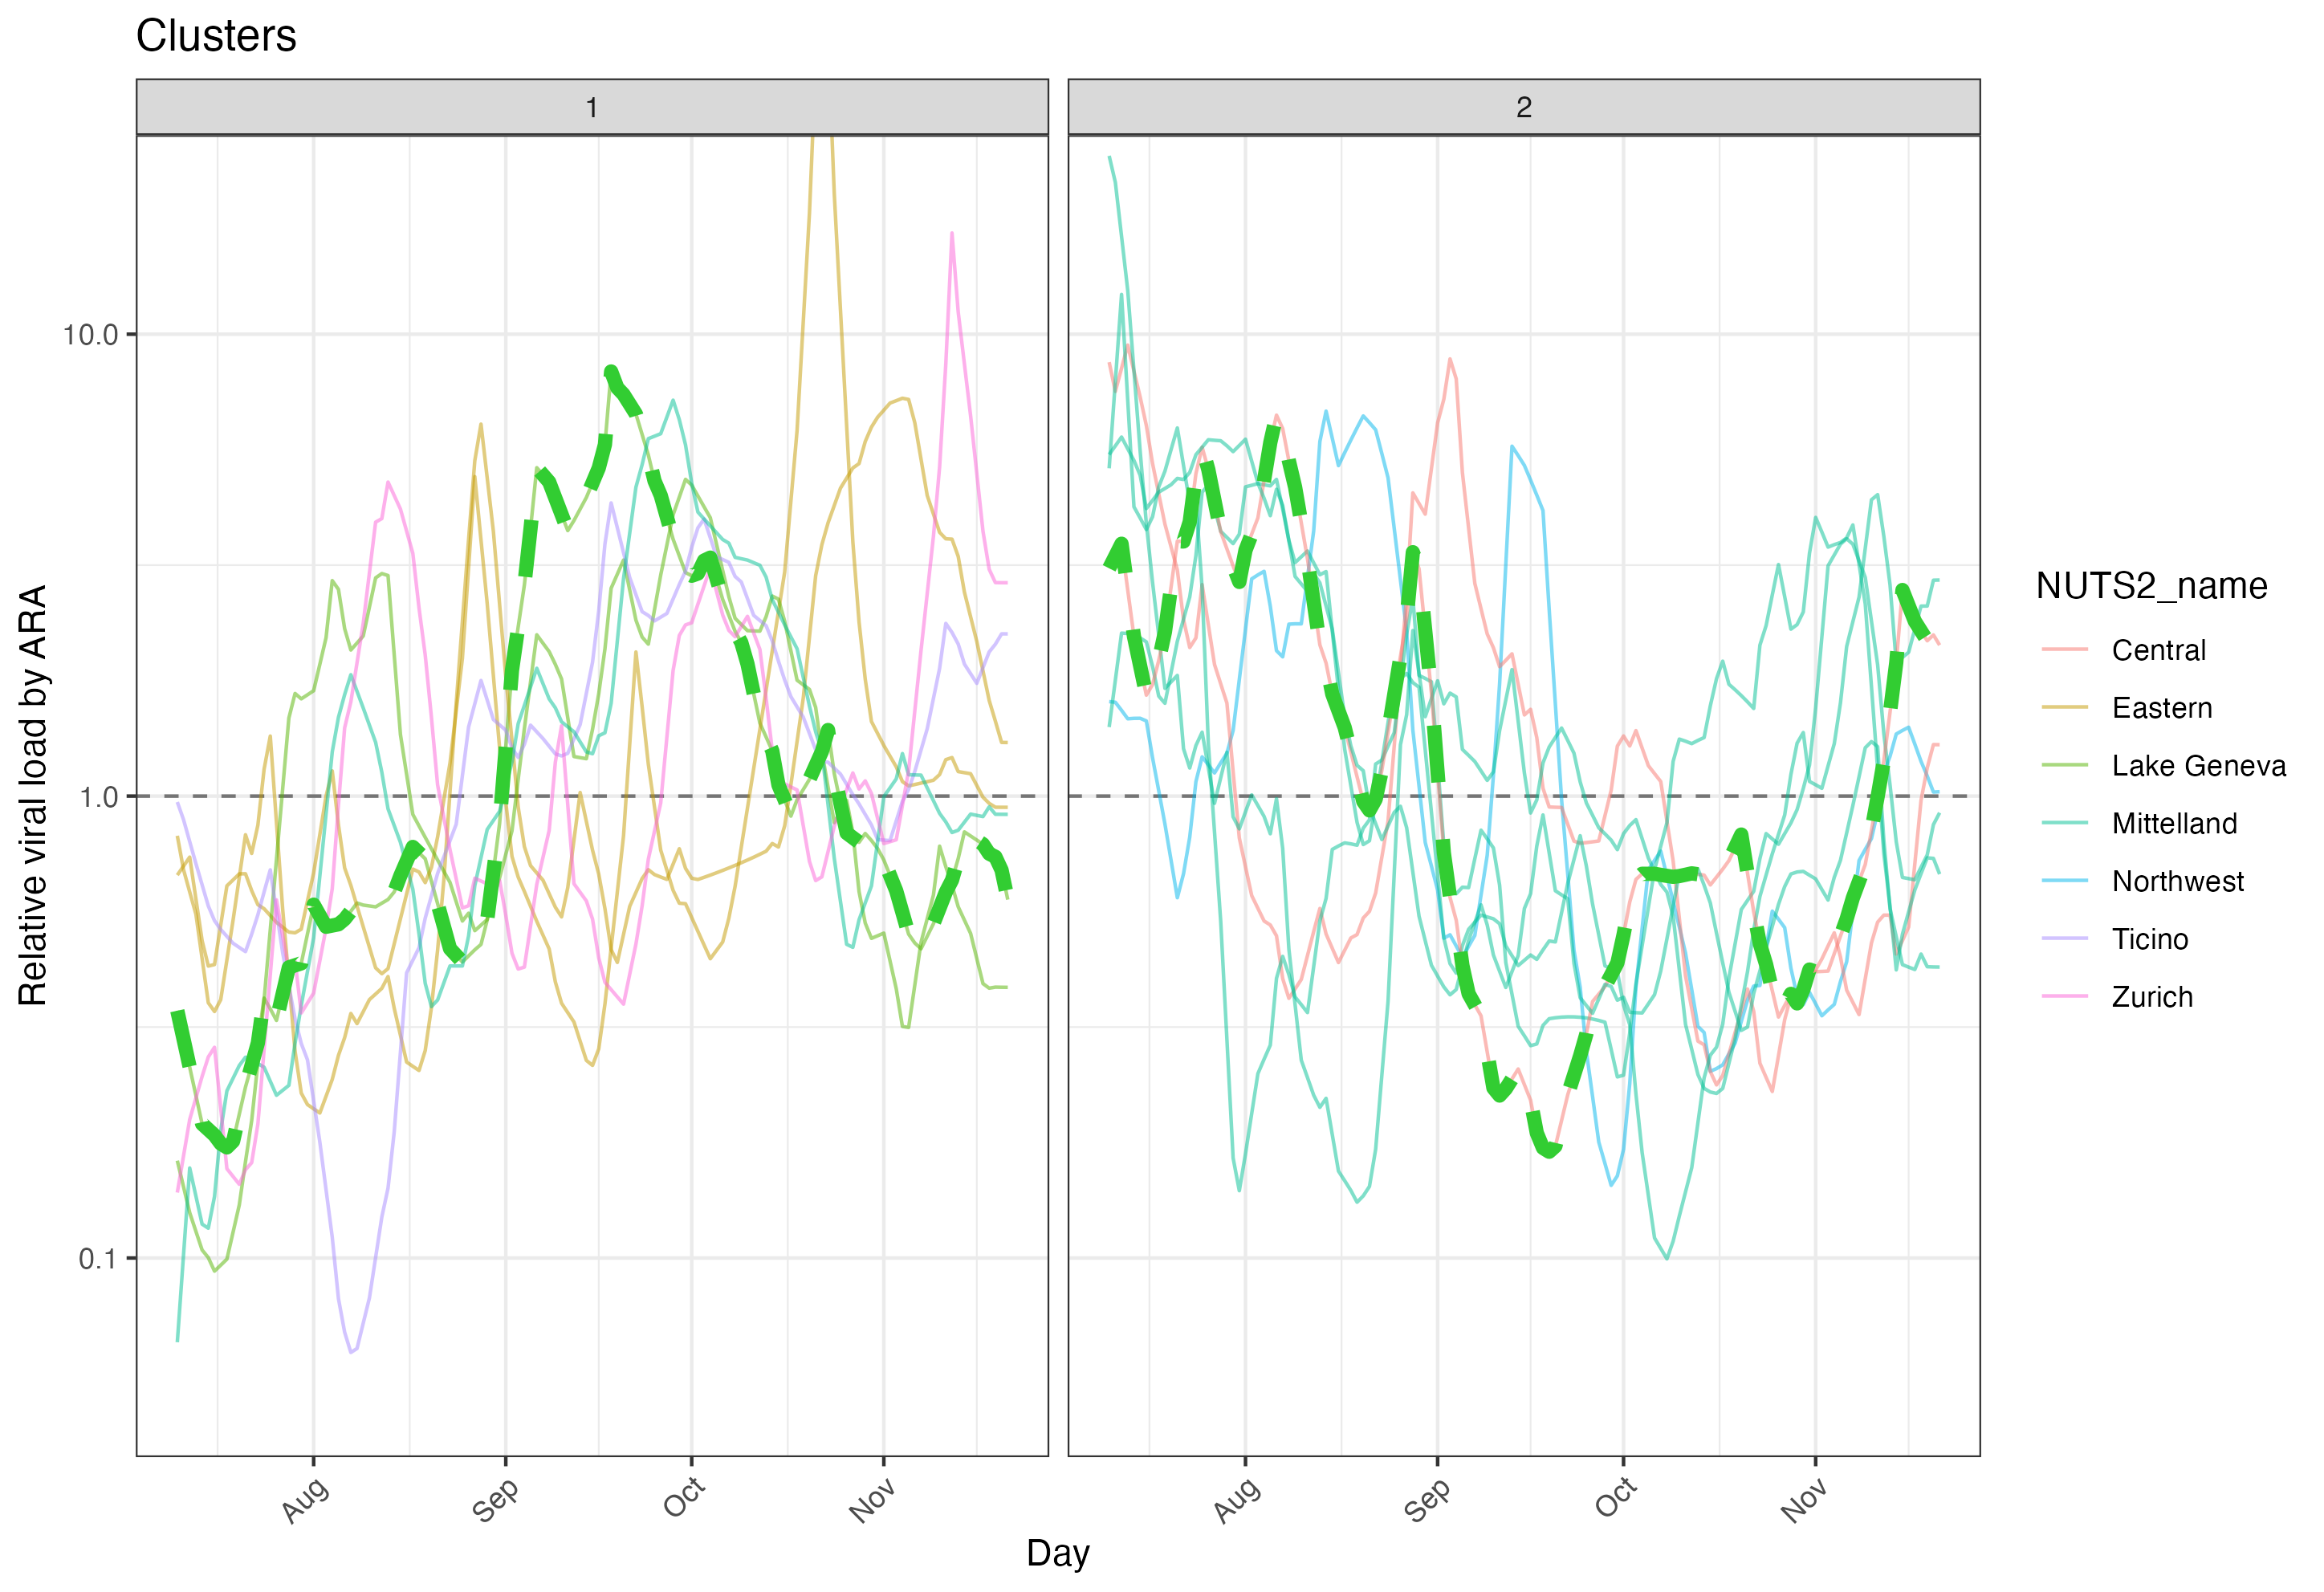 Clusters
1
2
Relative viral load by ARA
10.0
1.0
0.1
Aug
Sep
Oct
Nov
Aug
Sep
Oct
Nov
Day
NUTS2_name
Central
Eastern
Lake Geneva
Mittelland
Northwest
Ticino
Zurich